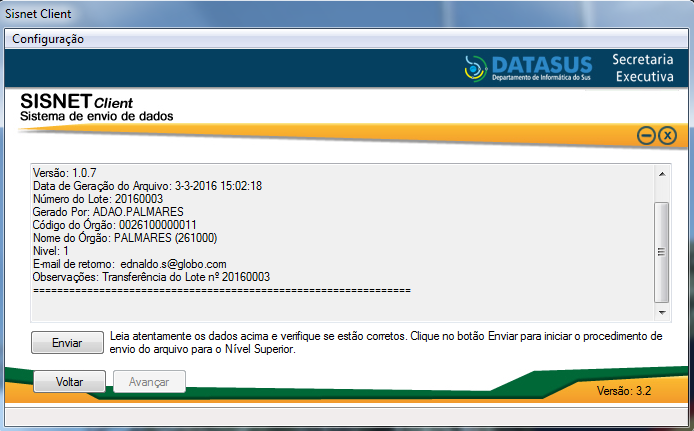 Sisnet Client
Configuração
DATASUS
Departamento de Informática do Sus
Secretaria
Executiva
SISNET Client
Sistema de envio de dados
Versão: 1.0.7
Data de Geração do Arquivo: 3-3-2016 15:02:18
Número do Lote: 20160003
Gerado Por: ADAO.PALMARES
Código do Órgão: 0026100000011
Nome do Órgão: PALMARES (261000)
Nivel: 1
E-mail de retorno: ednaldo.s@globo.com
Observações: Transferência do Lote nº 20160003
================================================================
Enviar
Leia atentamente os dados acima e verifique se estão corretos. Clique no botão Enviar para iniciar o procedimento de
envio do arquivo para o Nível Superior.
Voltar
Avançar
Versão: 3.2